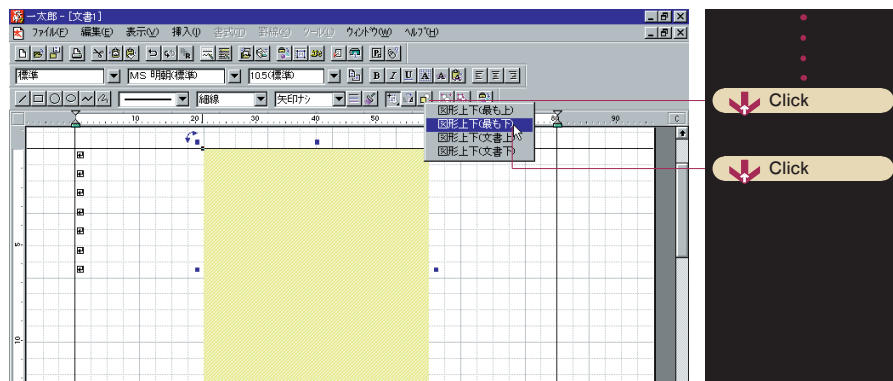 一太郎 - [文書1]
ファイル(F) 編集(E) 表示(V) 挿入(I) 書式(T) 罫線(K) ツール(L) ウィンドウ(W) ヘルプ(H)
標準 MS 明朝(標準) 10.5(標準) B I U A A
細線 矢印ナシ
10 20 30 40 50 80 90 C
図形上下(最も上)
図形上下(最も下)
図形上下(文書上)
図形上下(文書下)
5
10
Click
Click